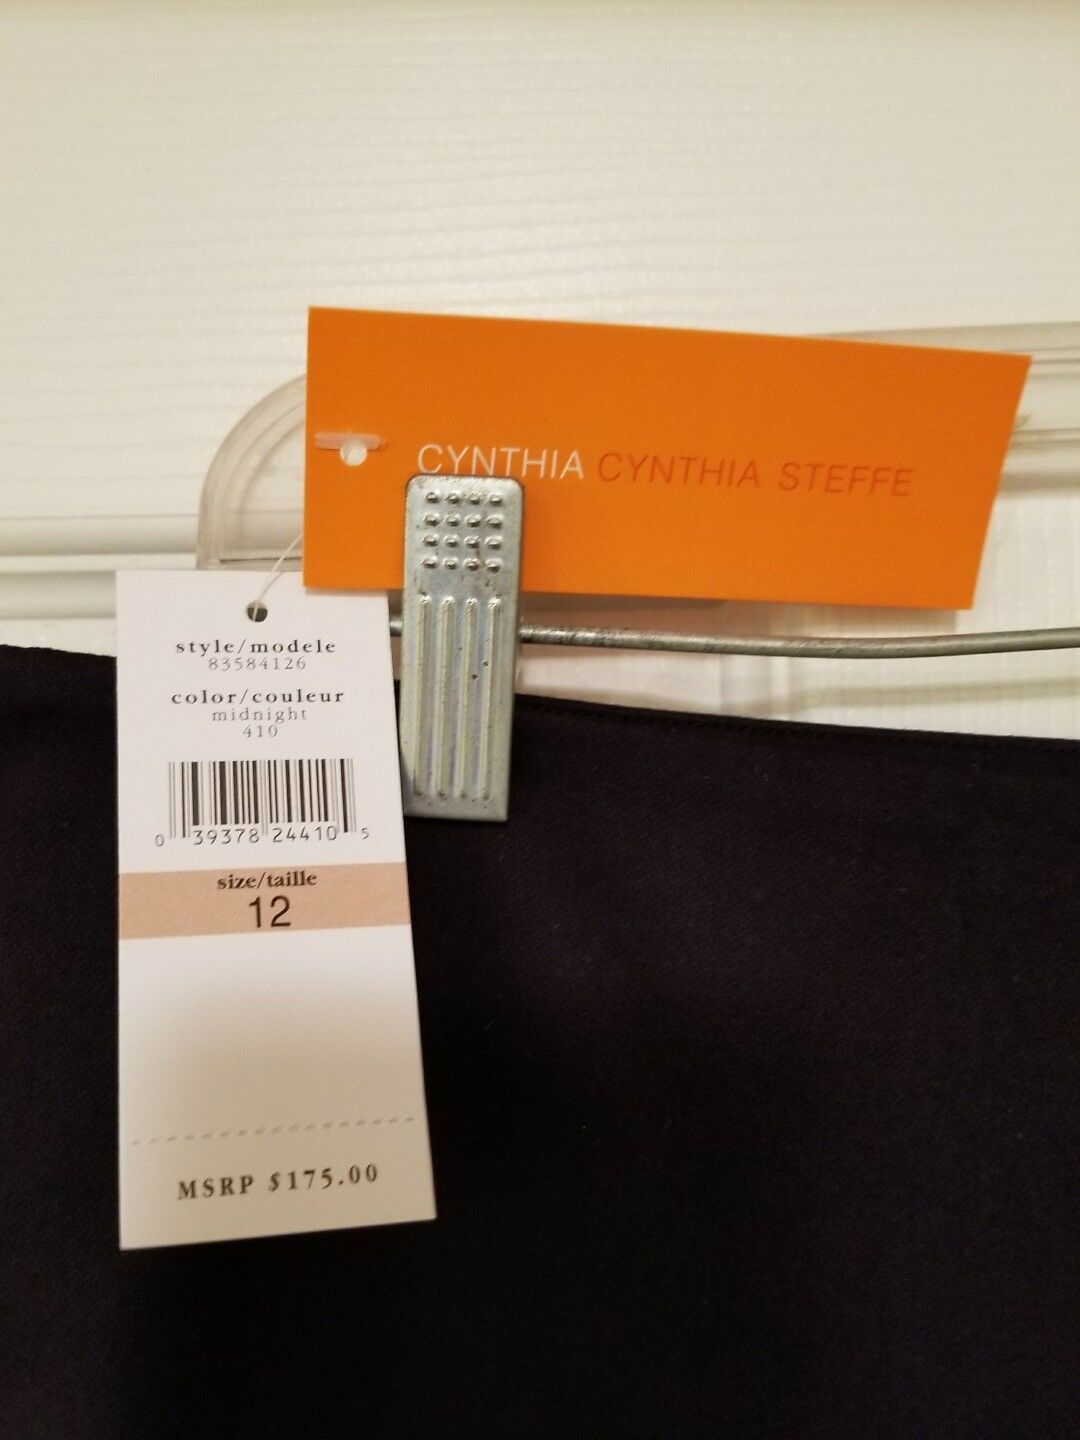 CYNTHIA CYNTHIA STEFFE
style/modele
83584126
color/couleur
midnight
410
0 39378 24410 5
size/taille
12
MSRP $175.00